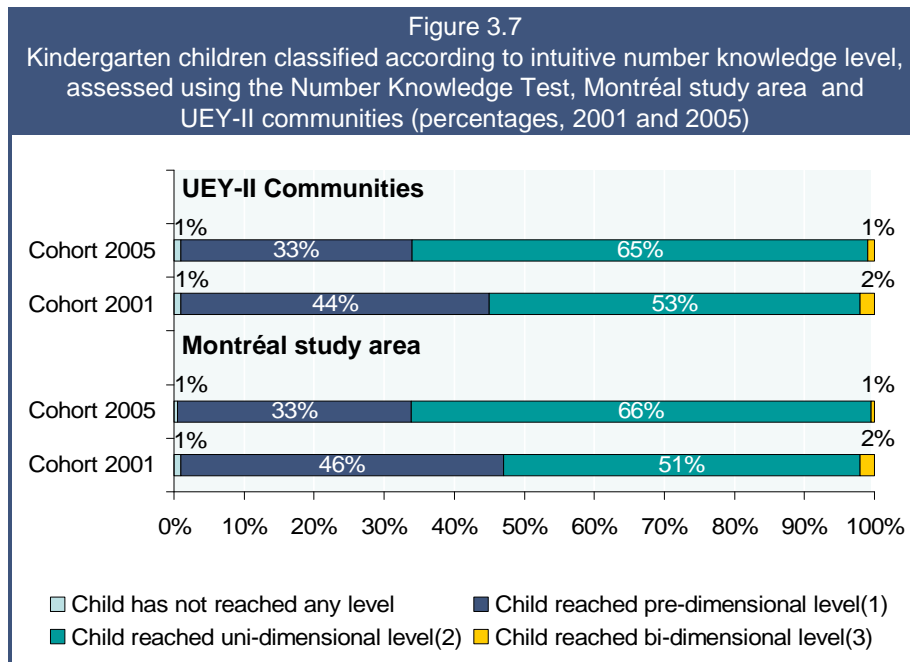 Figure 3.7
Kindergarten children classified according to intuitive number knowledge level,
assessed using the Number Knowledge Test, Montréal study area and
UEY-II communities (percentages, 2001 and 2005)
UEY-II Communities
1% 1%
Cohort 2005 33% 65%
1% 2%
Cohort 2001 44% 53%
Montréal study area
1% 1%
Cohort 2005 33% 66%
1% 2%
Cohort 2001 46% 51%
0% 10% 20% 30% 40% 50% 60% 70% 80% 90% 100%
Child has not reached any level Child reached pre-dimensional level(1)
Child reached uni-dimensional level(2) Child reached bi-dimensional level(3)